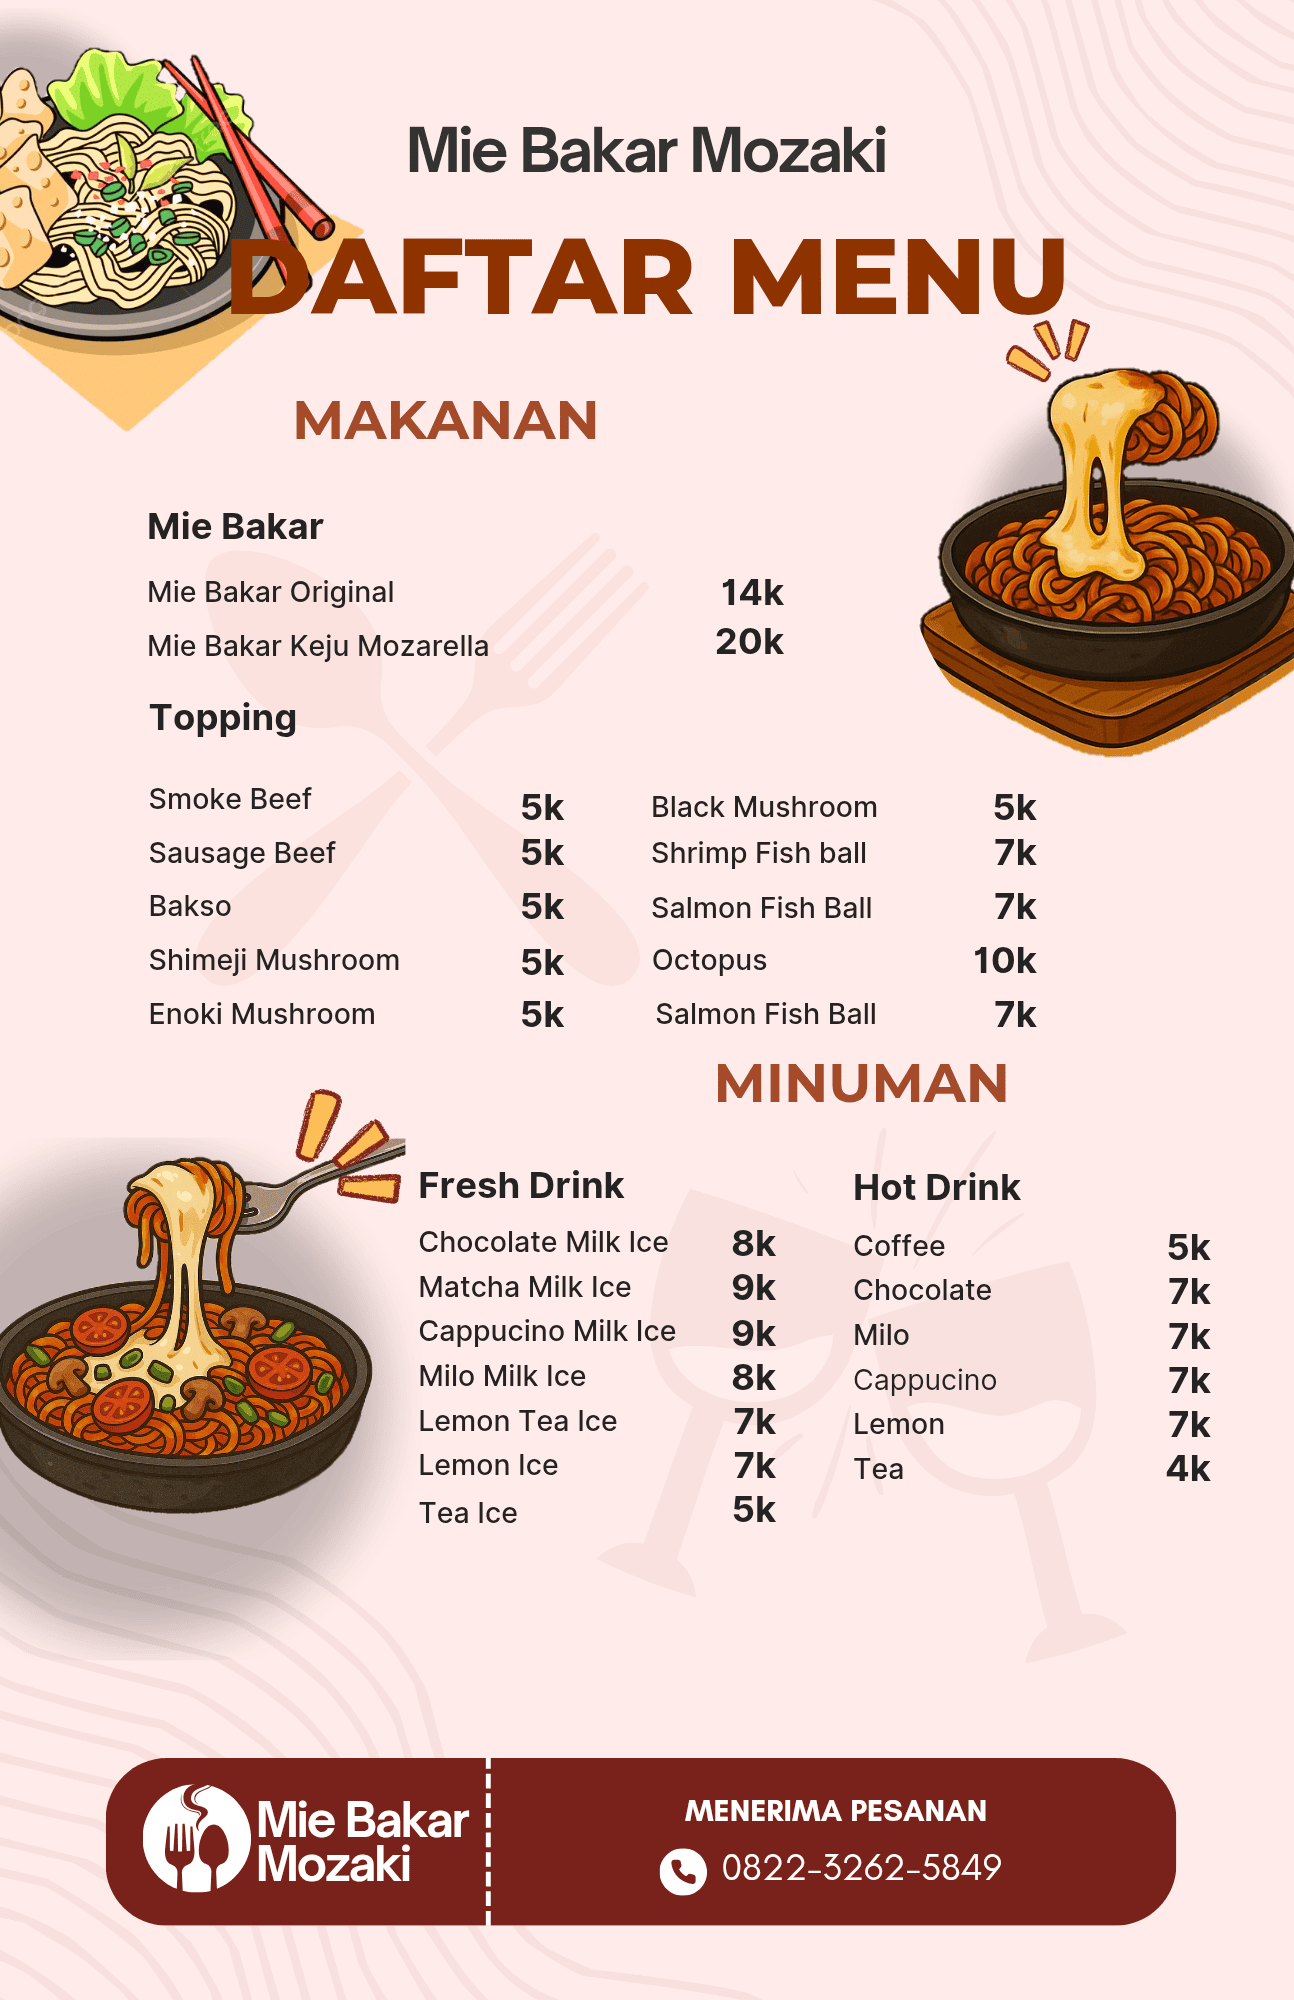 Mie Bakar Mozaki
DAFTAR MENU
MAKANAN
Mie Bakar
Mie Bakar Original 14k
Mie Bakar Keju Mozarella 20k
Topping
Smoke Beef 5k
Sausage Beef 5k
Bakso 5k
Shimeji Mushroom 5k
Enoki Mushroom 5k
Black Mushroom 5k
Shrimp Fish ball 7k
Salmon Fish Ball 7k
Octopus 10k
Salmon Fish Ball 7k
MINUMAN
Fresh Drink
Chocolate Milk Ice 8k
Matcha Milk Ice 9k
Cappucino Milk Ice 9k
Milo Milk Ice 8k
Lemon Tea Ice 7k
Lemon Ice 7k
Tea Ice 5k
Hot Drink
Coffee 5k
Chocolate 7k
Milo 7k
Cappucino 7k
Lemon 7k
Tea 4k
Mie Bakar
Mozaki
MENERIMA PESANAN
0822-3262-5849